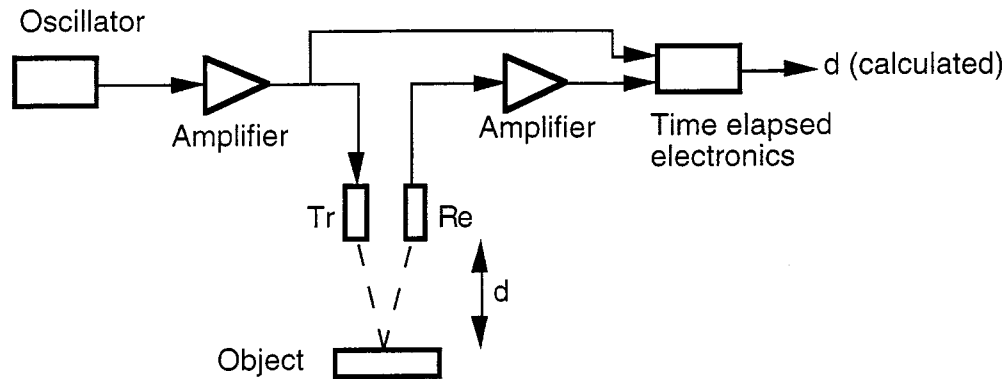 Oscillator
d (calculated)
Amplifier
Amplifier
Time elapsed
electronics
Tr
Re
d
Object